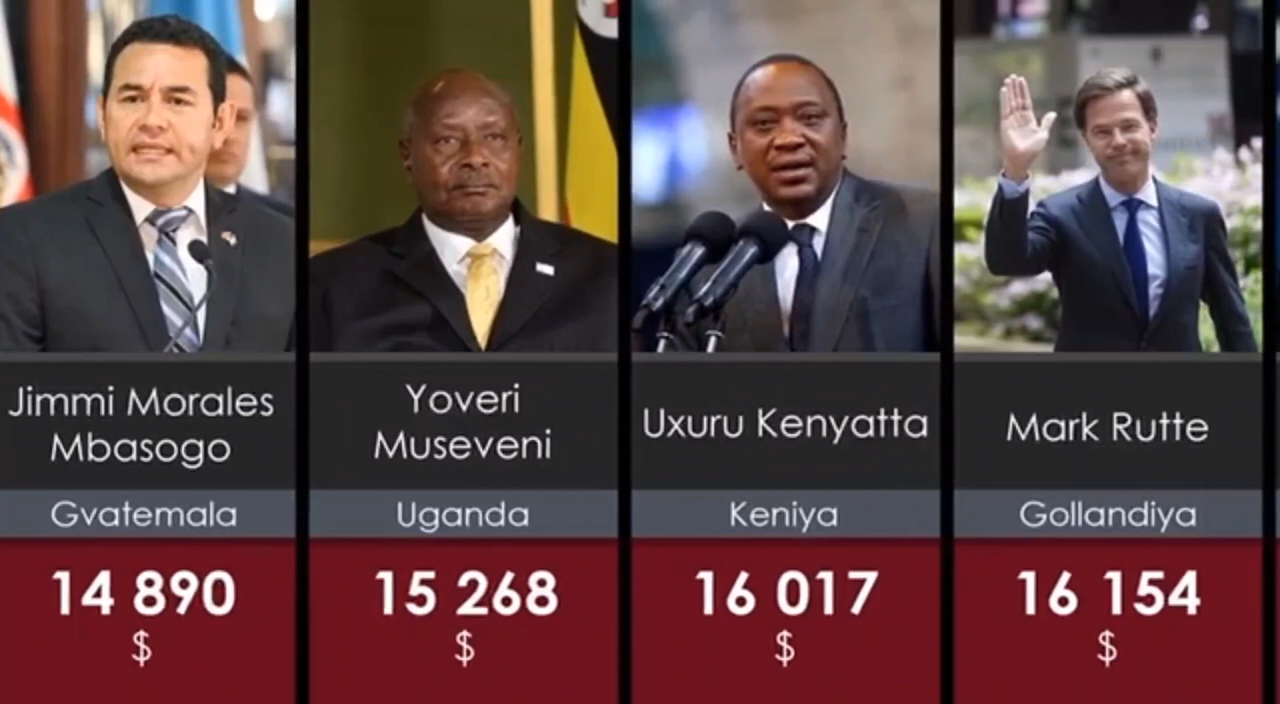 Jimmi Morales
Mbasogo
Gvatemala
14 890
$
Yoveri
Museveni
Uganda
15 268
$
Uxuru Kenyatta
Keniya
16 017
$
Mark Rutte
Gollandiya
16 154
$